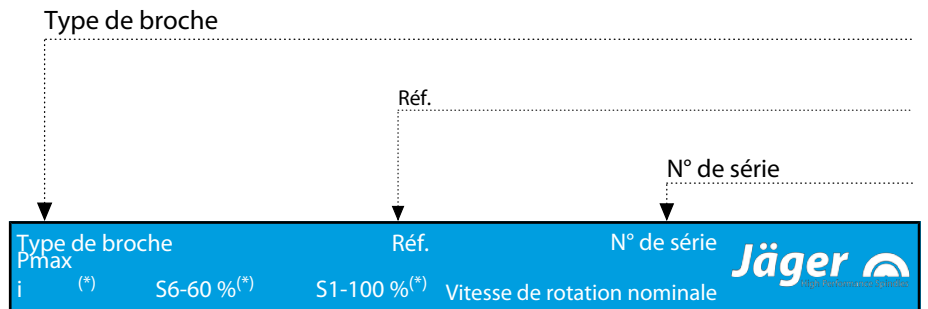 Type de broche
Réf.
N° de série
Type de broche Réf. N° de série
Pmax
i (*) S6-60 %(*) S1-100 %(*) Vitesse de rotation nominale
Jäger